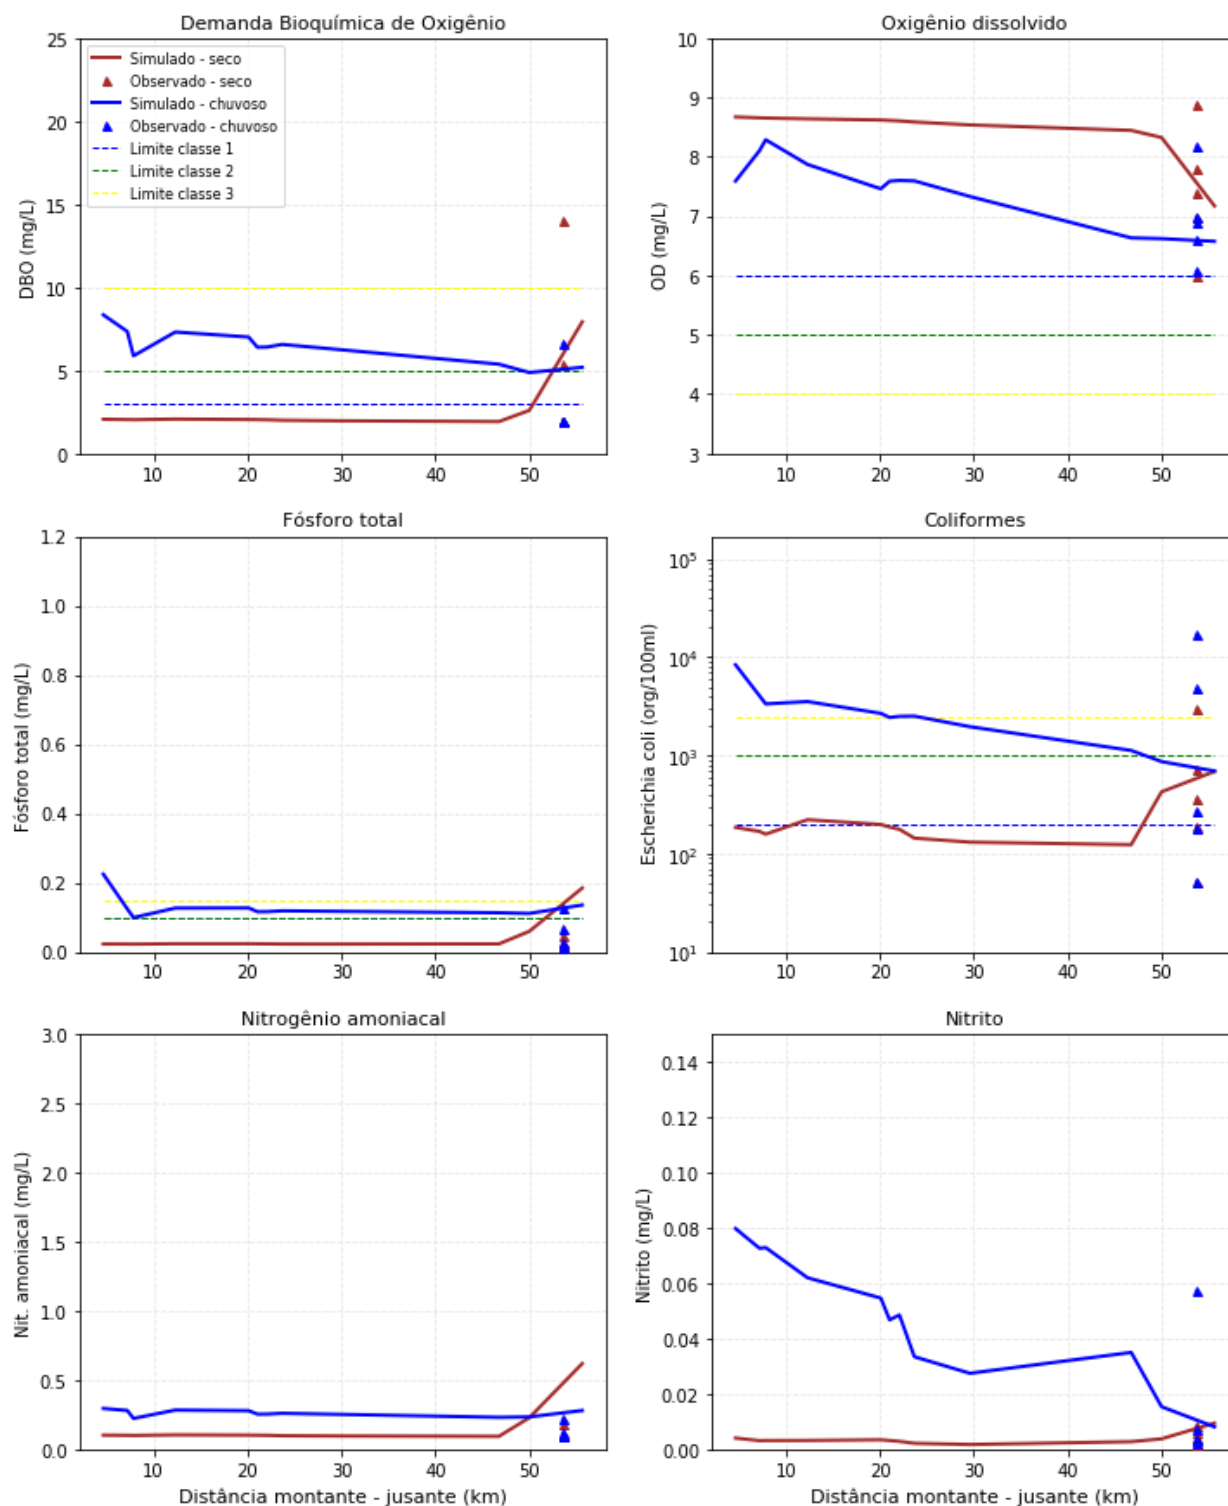 Demanda Bioquímica de Oxigênio
25
20
15
10
5
0
DBO (mg/L)
Simulado - seco
Observado - seco
Simulado - chuvoso
Observado - chuvoso
Limite classe 1
Limite classe 2
Limite classe 3
10 20 30 40 50
Oxigênio dissolvido
10
9
8
7
6
5
4
3
OD (mg/L)
10 20 30 40 50
Fósforo total
1.2
1.0
0.8
0.6
0.4
0.2
0.0
Fósforo total (mg/L)
10 20 30 40 50
Coliformes
10⁵
10⁴
10³
10²
10¹
Escherichia coli (org/100ml)
10 20 30 40 50
Nitrogênio amoniacal
3.0
2.5
2.0
1.5
1.0
0.5
0.0
Nit. amoniacal (mg/L)
10 20 30 40 50
Distância montante - jusante (km)
Nitrito
0.14
0.12
0.10
0.08
0.06
0.04
0.02
0.00
Nitrito (mg/L)
10 20 30 40 50
Distância montante - jusante (km)